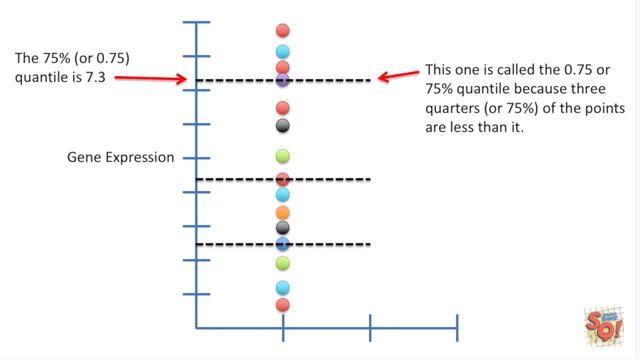 The 75% (or 0.75)
quantile is 7.3
This one is called the 0.75 or
75% quantile because three
quarters (or 75%) of the points
are less than it.
Gene Expression
SQ!